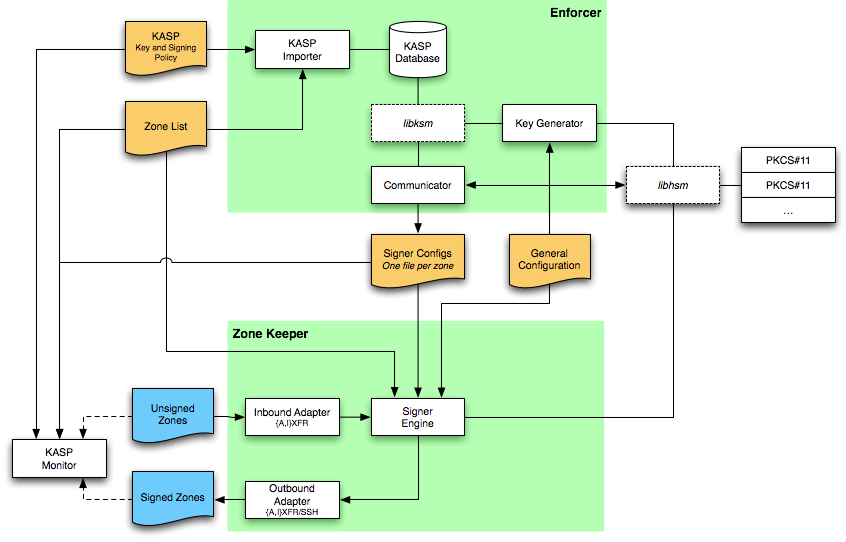 Enforcer
KASP
Key and Signing
Policy
KASP
Importer
KASP
Database
Zone List
libksm
Key Generator
PKCS#11
PKCS#11
...
libhsm
Communicator
Signer Configs
One file per zone
General
Configuration
Zone Keeper
Unsigned
Zones
Inbound Adapter
{A,I}XFR
Signer
Engine
KASP
Monitor
Signed Zones
Outbound
Adapter
{A,I}XFR/SSH